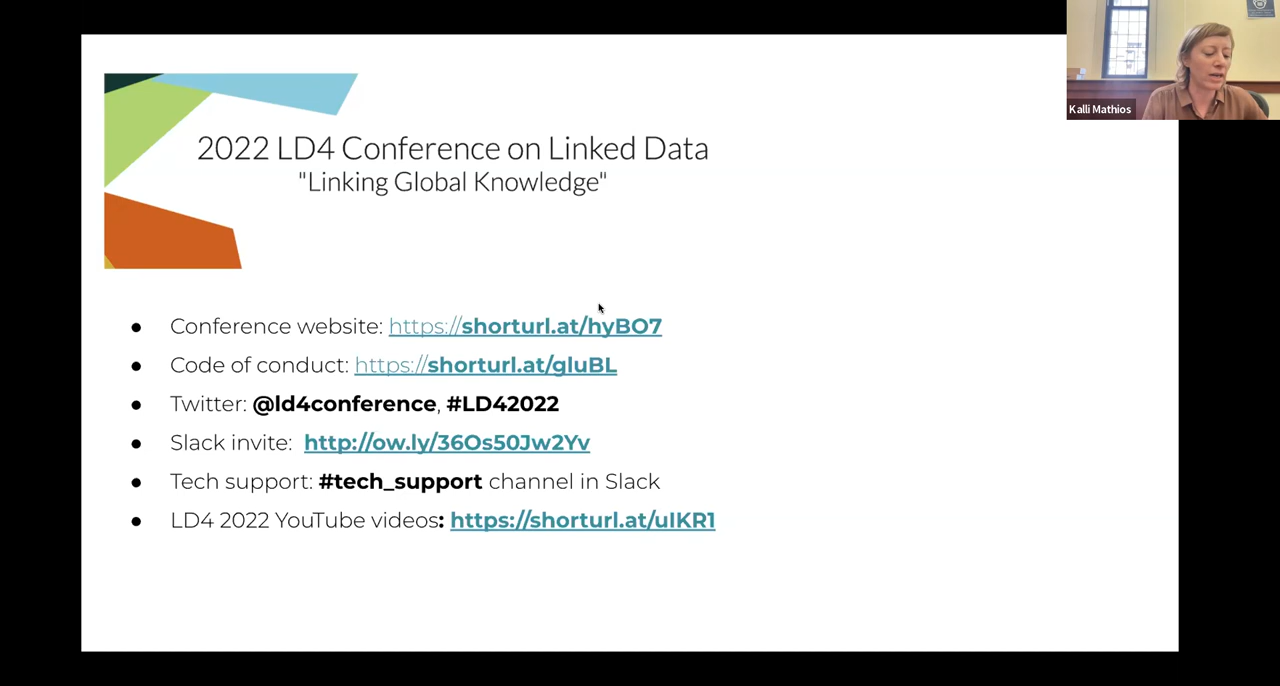 2022 LD4 Conference on Linked Data
"Linking Global Knowledge"
Kalli Mathios
● Conference website: https://shorturl.at/hyBO7
● Code of conduct: https://shorturl.at/gluBL
● Twitter: @ld4conference, #LD42022
● Slack invite: http://ow.ly/36Os50Jw2Yv
● Tech support: #tech_support channel in Slack
● LD4 2022 YouTube videos: https://shorturl.at/uIKR1